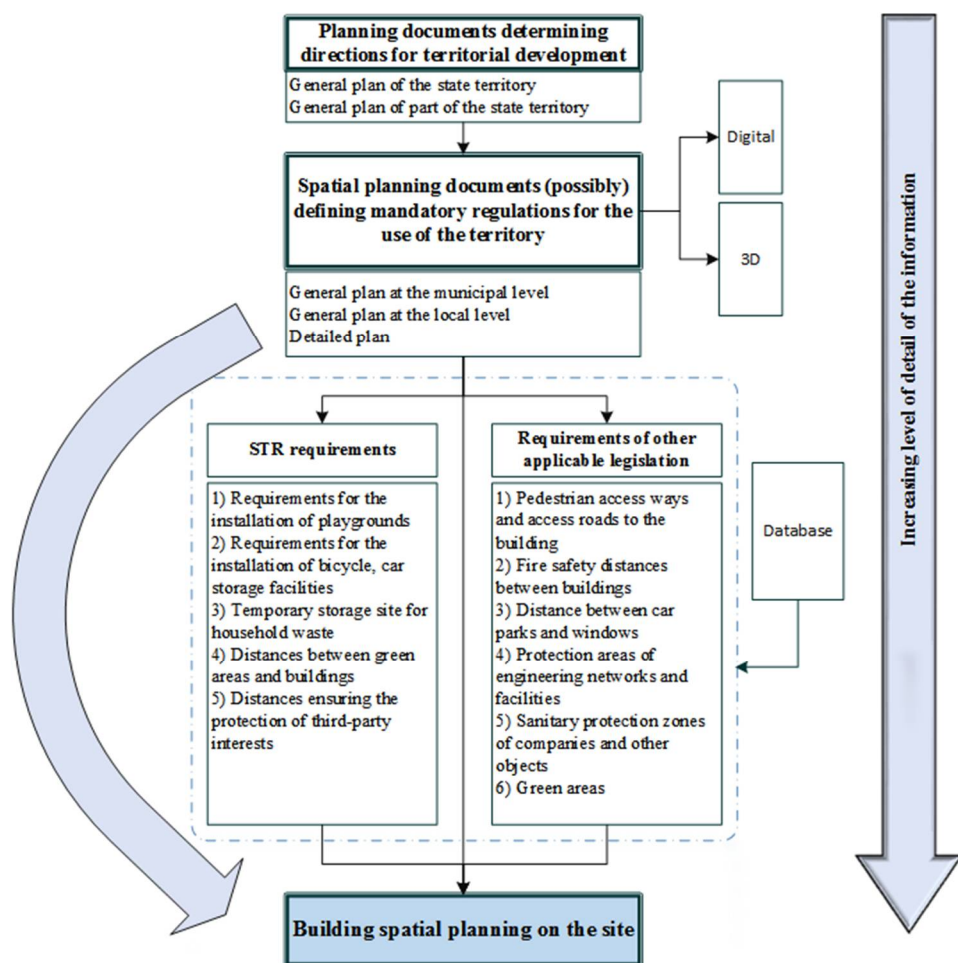 Planning documents determining
directions for territorial development
General plan of the state territory
General plan of part of the state territory
Digital
Spatial planning documents (possibly)
defining mandatory regulations for the
use of the territory
3D
General plan at the municipal level
General plan at the local level
Detailed plan
Increasing level of detail of the information
STR requirements
1) Requirements for the
installation of playgrounds
2) Requirements for the
installation of bicycle, car
storage facilities
3) Temporary storage site for
household waste
4) Distances between green
areas and buildings
5) Distances ensuring the
protection of third-party
interests
Requirements of other
applicable legislation
1) Pedestrian access ways
and access roads to the
building
2) Fire safety distances
between buildings
3) Distance between car
parks and windows
4) Protection areas of
engineering networks and
facilities
5) Sanitary protection zones
of companies and other
objects
6) Green areas
Database
Building spatial planning on the site